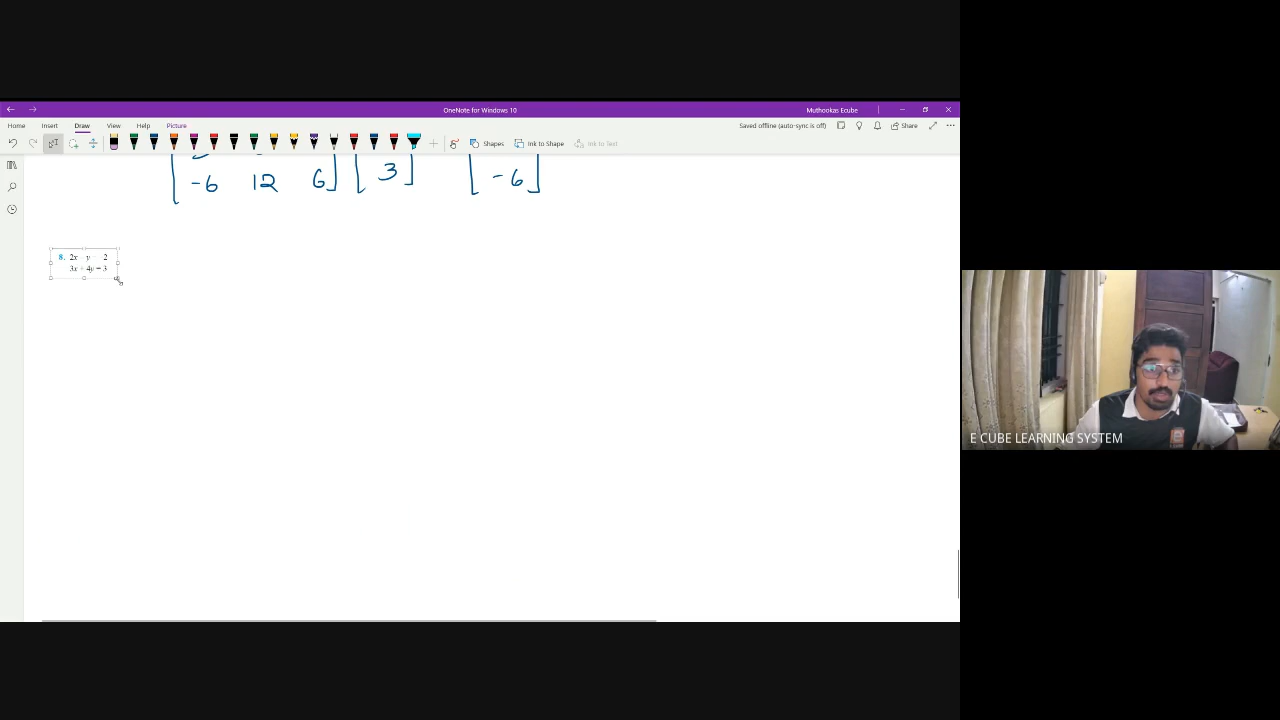 OneNote for Windows 10
Muthookas Ecube
Home Insert Draw View Help Picture
Saved offline (auto-sync is off)
Share
Shapes
Ink to Shape
Ink to Text
-6 12 6 3 -6
8. 2x y 2
3x + 4y = 3
E CUBE LEARNING SYSTEM